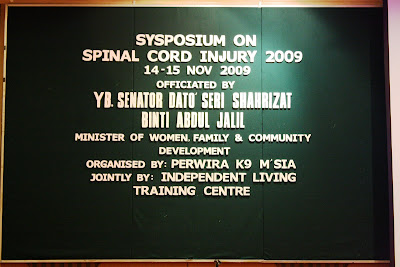 SYSPOSIUM ON
SPINAL CORD INJURY 2009
14-15 NOV 2009
OFFICIATED BY
Y.B. SENATOR DATO' SERI SHAHRIZAT
BINTI ABDUL JALIL
MINISTER OF WOMEN, FAMILY & COMMUNITY
DEVELOPMENT
ORGANISED BY: PERWIRA K9 M'SIA
JOINTLY BY: INDEPENDENT LIVING
TRAINING CENTRE